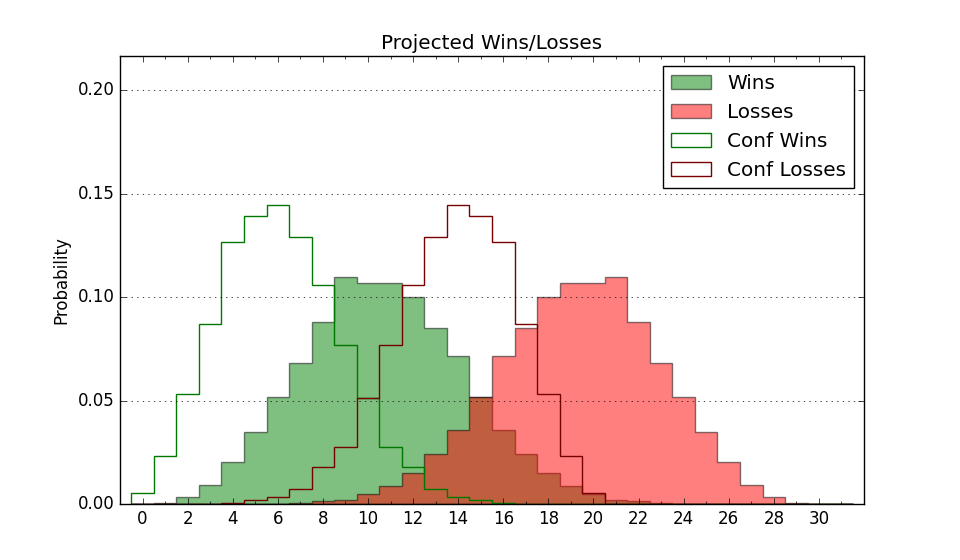 Projected Wins/Losses
Wins
Losses
Conf Wins
Conf Losses
Probability
0.20
0.15
0.10
0.05
0.00
0 2 4 6 8 10 12 14 16 18 20 22 24 26 28 30